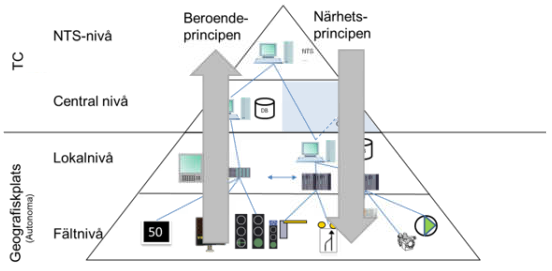 Beroende-
principen
Närhets-
principen
NTS-nivå
NTS
TC
Central nivå
DB
Lokalnivå
Geografiskplats
(Autonoma)
Fältnivå
50